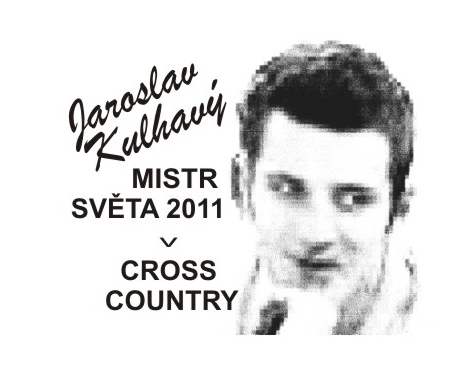 Jaroslav
Kulhavý
MISTR
SVĚTA 2011
v
CROSS
COUNTRY